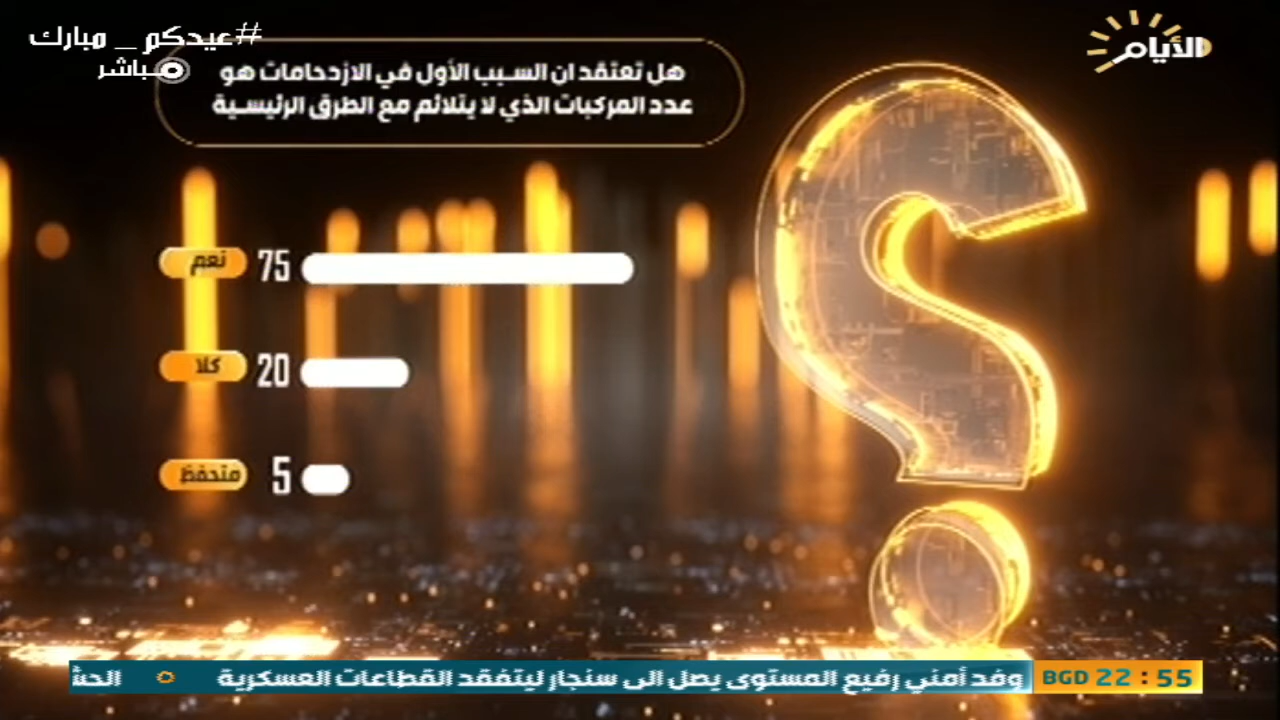 #عيدكم _ مبارك
مباشر
الأيام
هل تعتقد ان السبب الأول في الازدحامات هو
عدد المركبات الذي لا يتلائم مع الطرق الرئيسية
نعم 75
كلا 20
متحفظ 5
؟
BGD 22 : 55
وفد أمني رفيع المستوى يصل الى سنجار ليتفقد القطاعات العسكرية